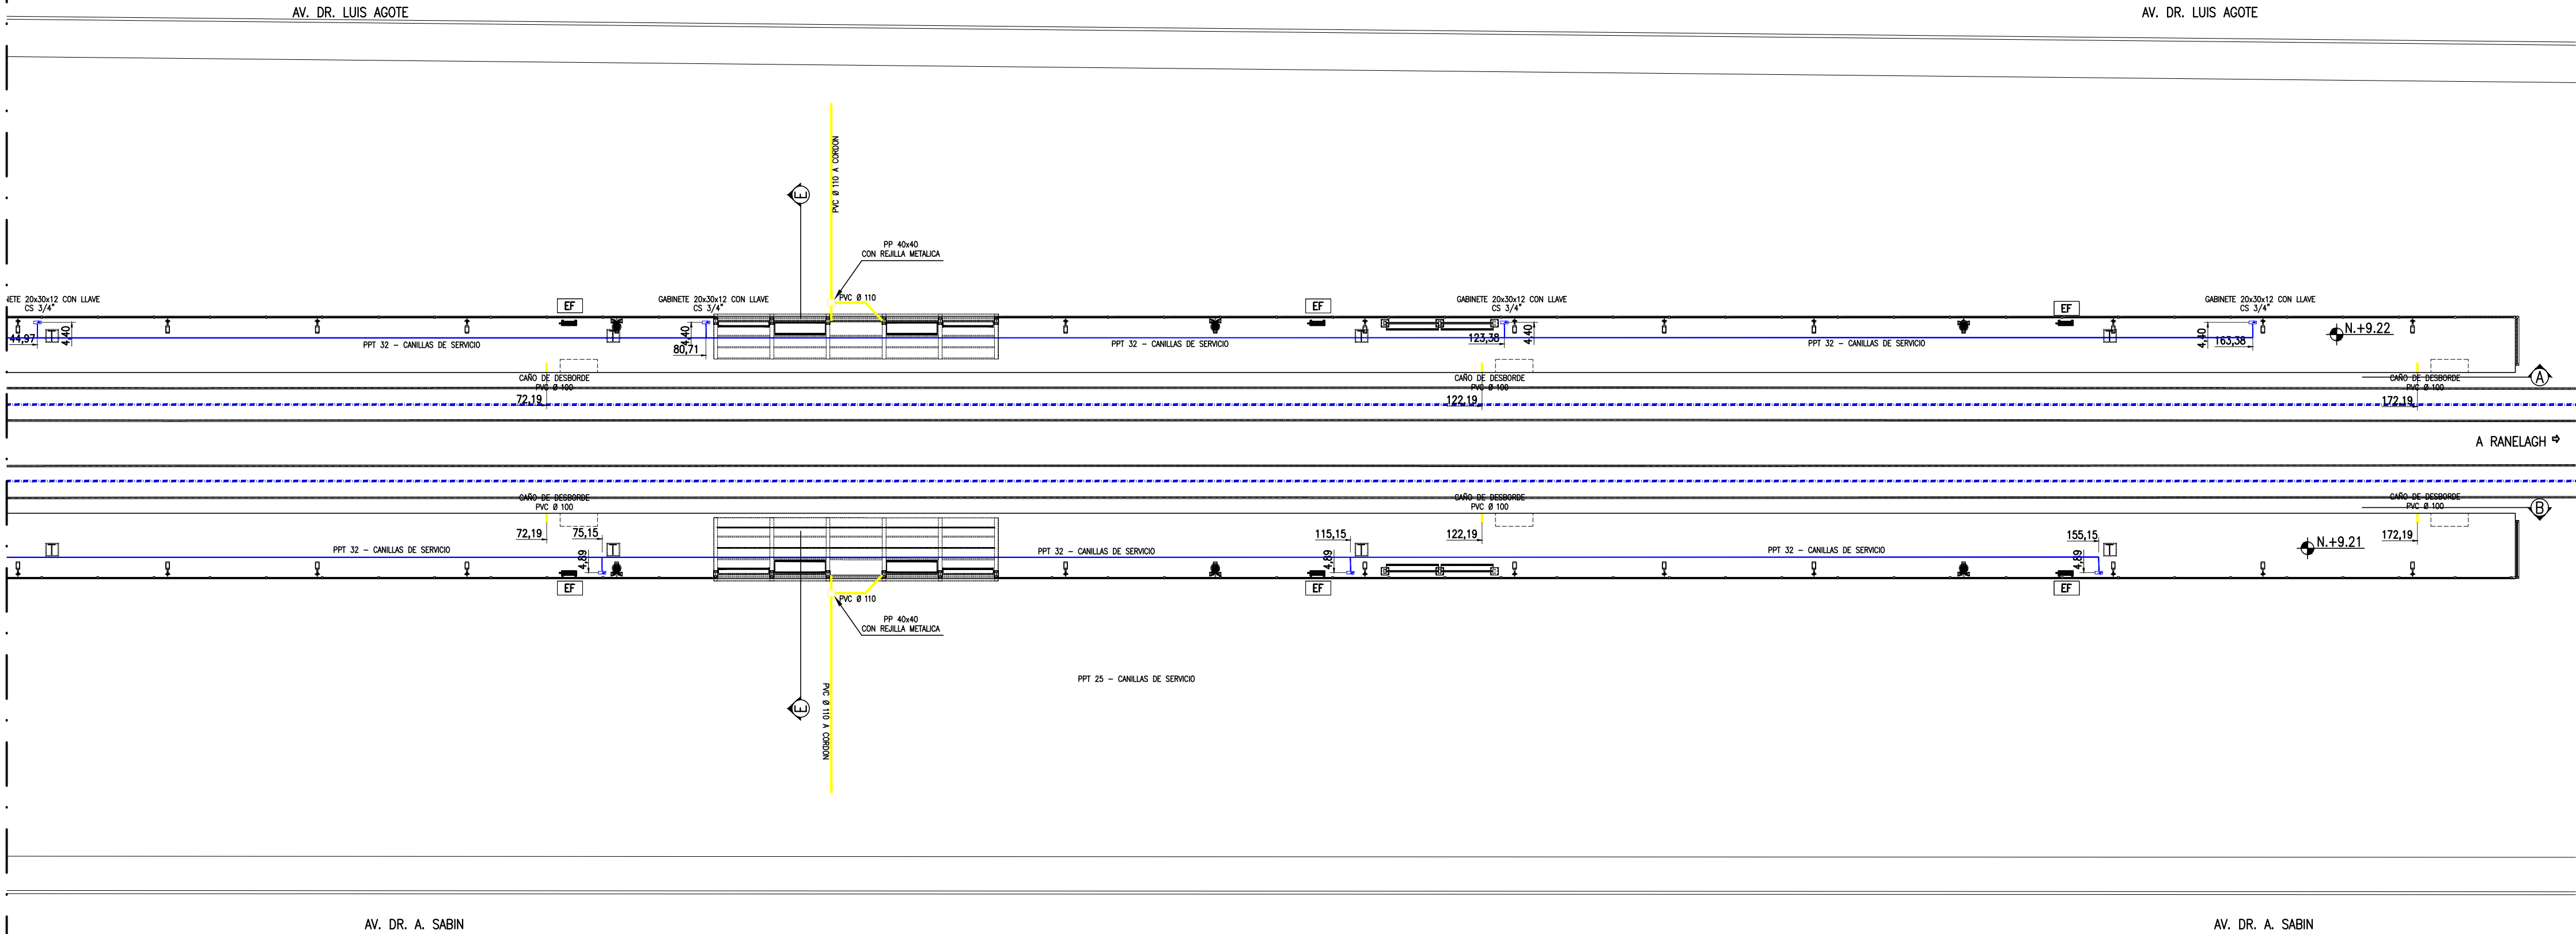 AV. DR. LUIS AGOTE
AV. DR. LUIS AGOTE
PVC Ø 110 A CORDON
E
PP 40x40
CON REJILLA METALICA
PVC Ø 110
NETE 20x30x12 CON LLAVE
CS 3/4"
EF
GABINETE 20x30x12 CON LLAVE
CS 3/4"
EF
GABINETE 20x30x12 CON LLAVE
CS 3/4"
EF
GABINETE 20x30x12 CON LLAVE
CS 3/4"
44,97
4,40
T
PPT 32 - CANILLAS DE SERVICIO
T
4,40
80,71
PPT 32 - CANILLAS DE SERVICIO
T
123,38
4,40
PPT 32 - CANILLAS DE SERVICIO
T
4,40
163,38
N.+9.22
CAÑO DE DESBORDE
PVC Ø 100
72,19
CAÑO DE DESBORDE
PVC Ø 100
122,19
CAÑO DE DESBORDE
PVC Ø 100
172,19
A
A RANELAGH
CAÑO DE DESBORDE
PVC Ø 100
CAÑO DE DESBORDE
PVC Ø 100
CAÑO DE DESBORDE
PVC Ø 100
B
T
PPT 32 - CANILLAS DE SERVICIO
72,19
75,15
4,89
T
PPT 32 - CANILLAS DE SERVICIO
115,15
4,89
T
122,19
PPT 32 - CANILLAS DE SERVICIO
155,15
4,89
T
N.+9.21
172,19
EF
PVC Ø 110
EF
EF
PP 40x40
CON REJILLA METALICA
PPT 25 - CANILLAS DE SERVICIO
E
PVC Ø 110 A CORDON
AV. DR. A. SABIN
AV. DR. A. SABIN